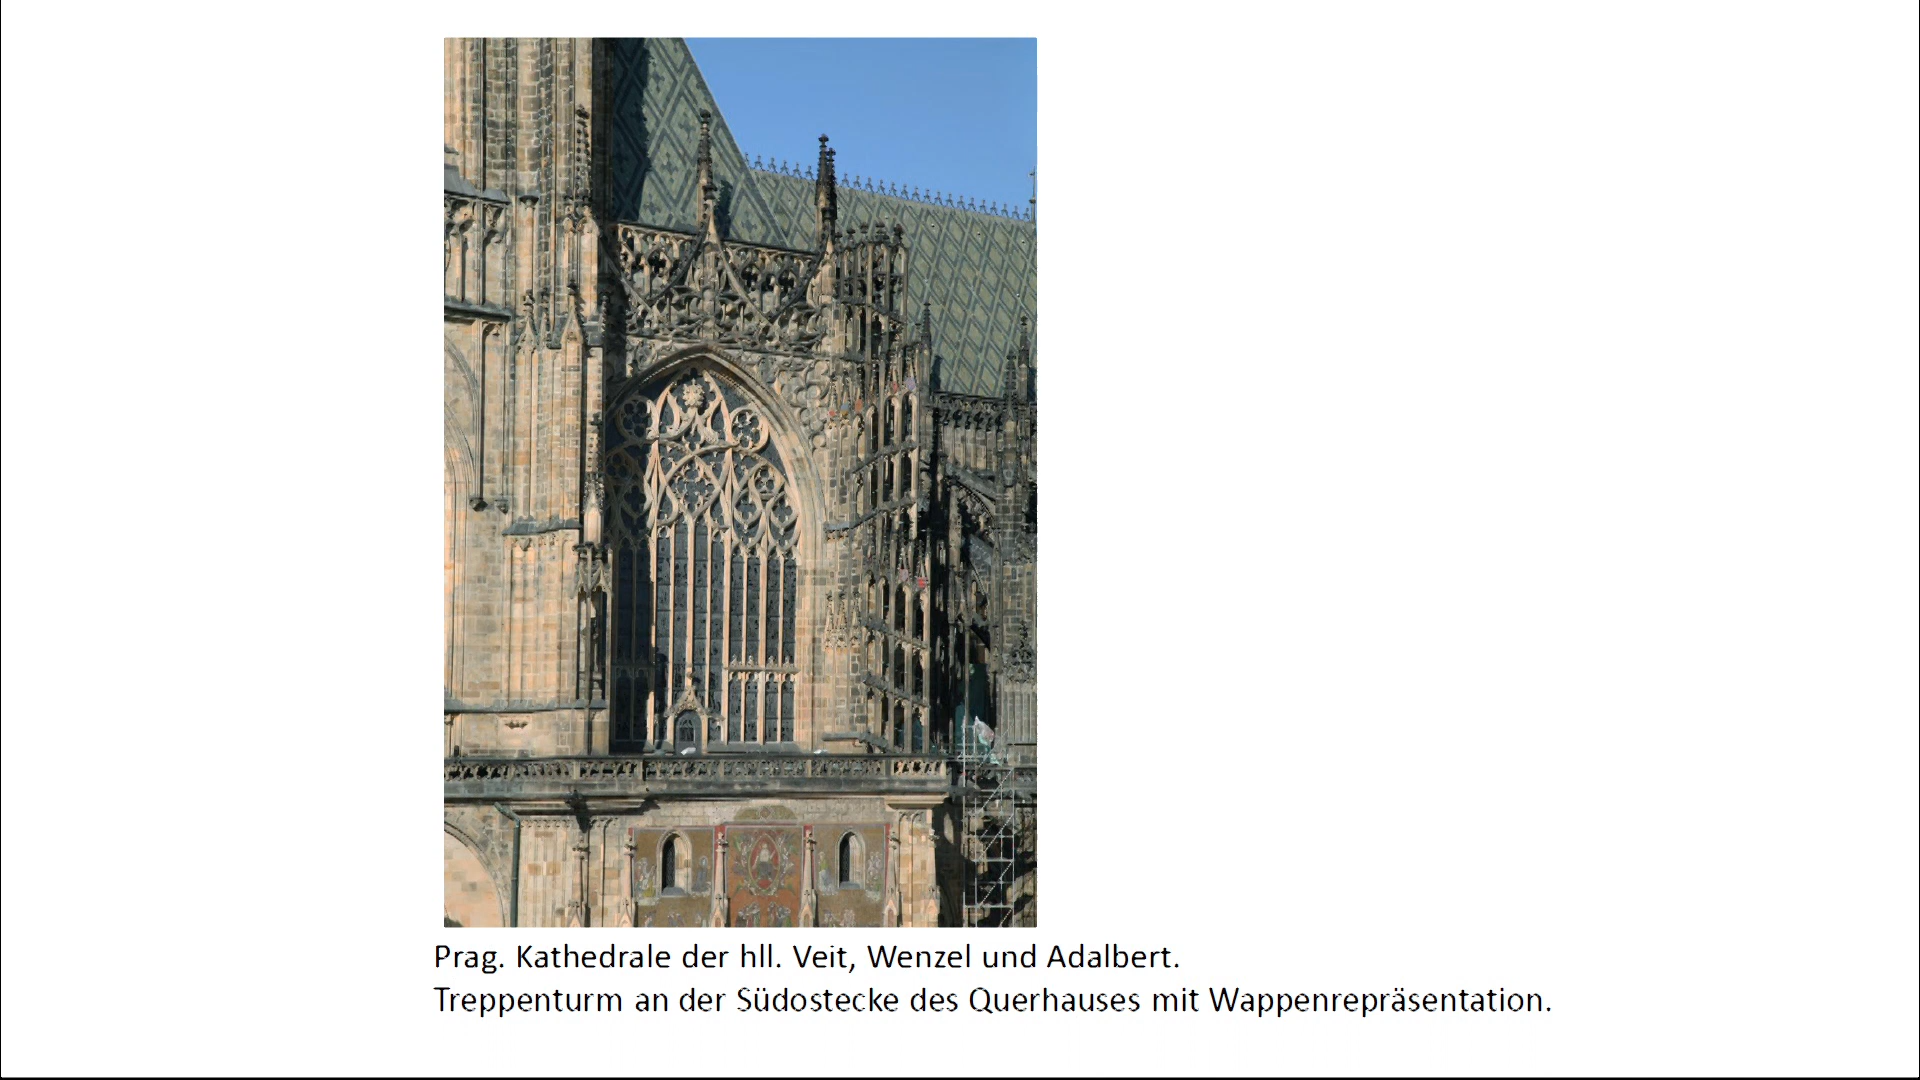 Prag. Kathedrale der hll. Veit, Wenzel und Adalbert.
Treppenturm an der Südostecke des Querhauses mit Wappenrepräsentation.